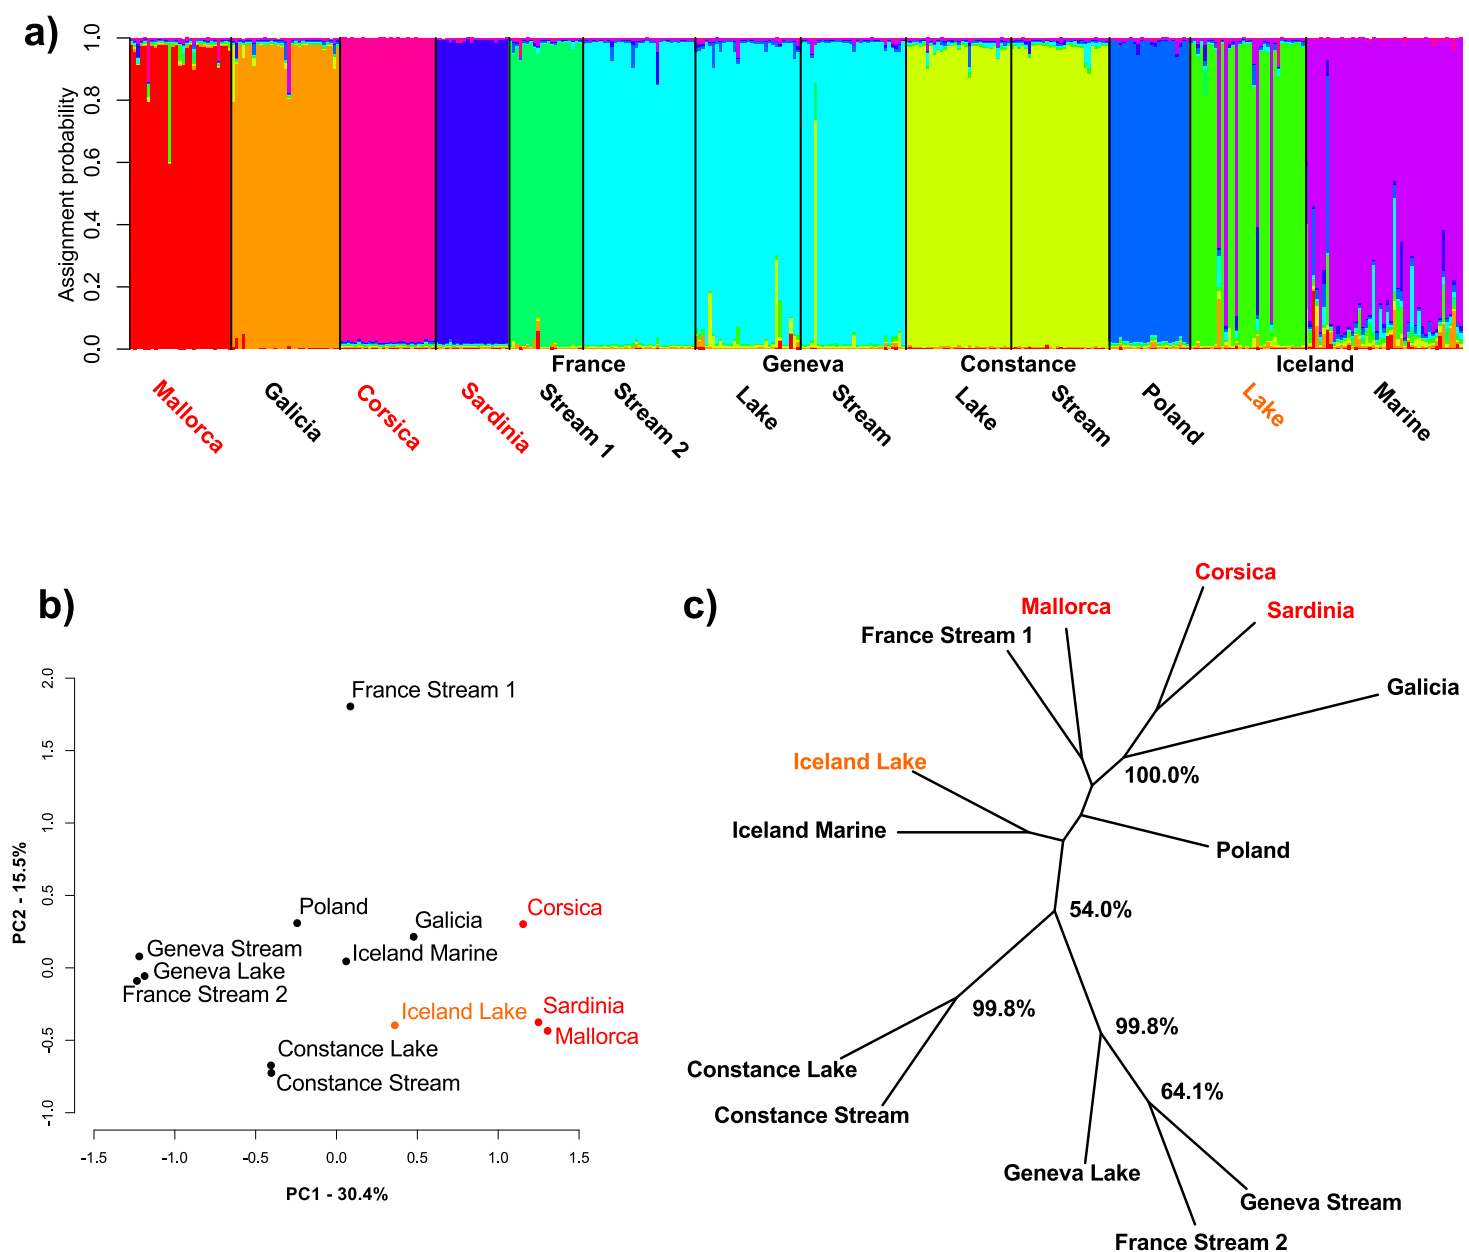 a)
Assignment probability
1.0
0.8
0.6
0.4
0.2
0.0
France
Geneva
Constance
Iceland
Mallorca
Galicia
Corsica
Sardinia
Stream 1
Stream 2
Lake
Stream
Lake
Stream
Poland
Lake
Marine
b)
PC2 - 15.5%
2.0
1.5
1.0
0.5
0.0
-0.5
-1.0
France Stream 1
Poland
Galicia
Corsica
Geneva Stream
Iceland Marine
Geneva Lake
France Stream 2
Iceland Lake
Sardinia
Mallorca
Constance Lake
Constance Stream
-1.5
-1.0
-0.5
0.0
0.5
1.0
1.5
PC1 - 30.4%
c)
Corsica
Mallorca
Sardinia
France Stream 1
Galicia
Iceland Lake
100.0%
Iceland Marine
Poland
54.0%
99.8%
99.8%
Constance Lake
64.1%
Constance Stream
Geneva Lake
Geneva Stream
France Stream 2